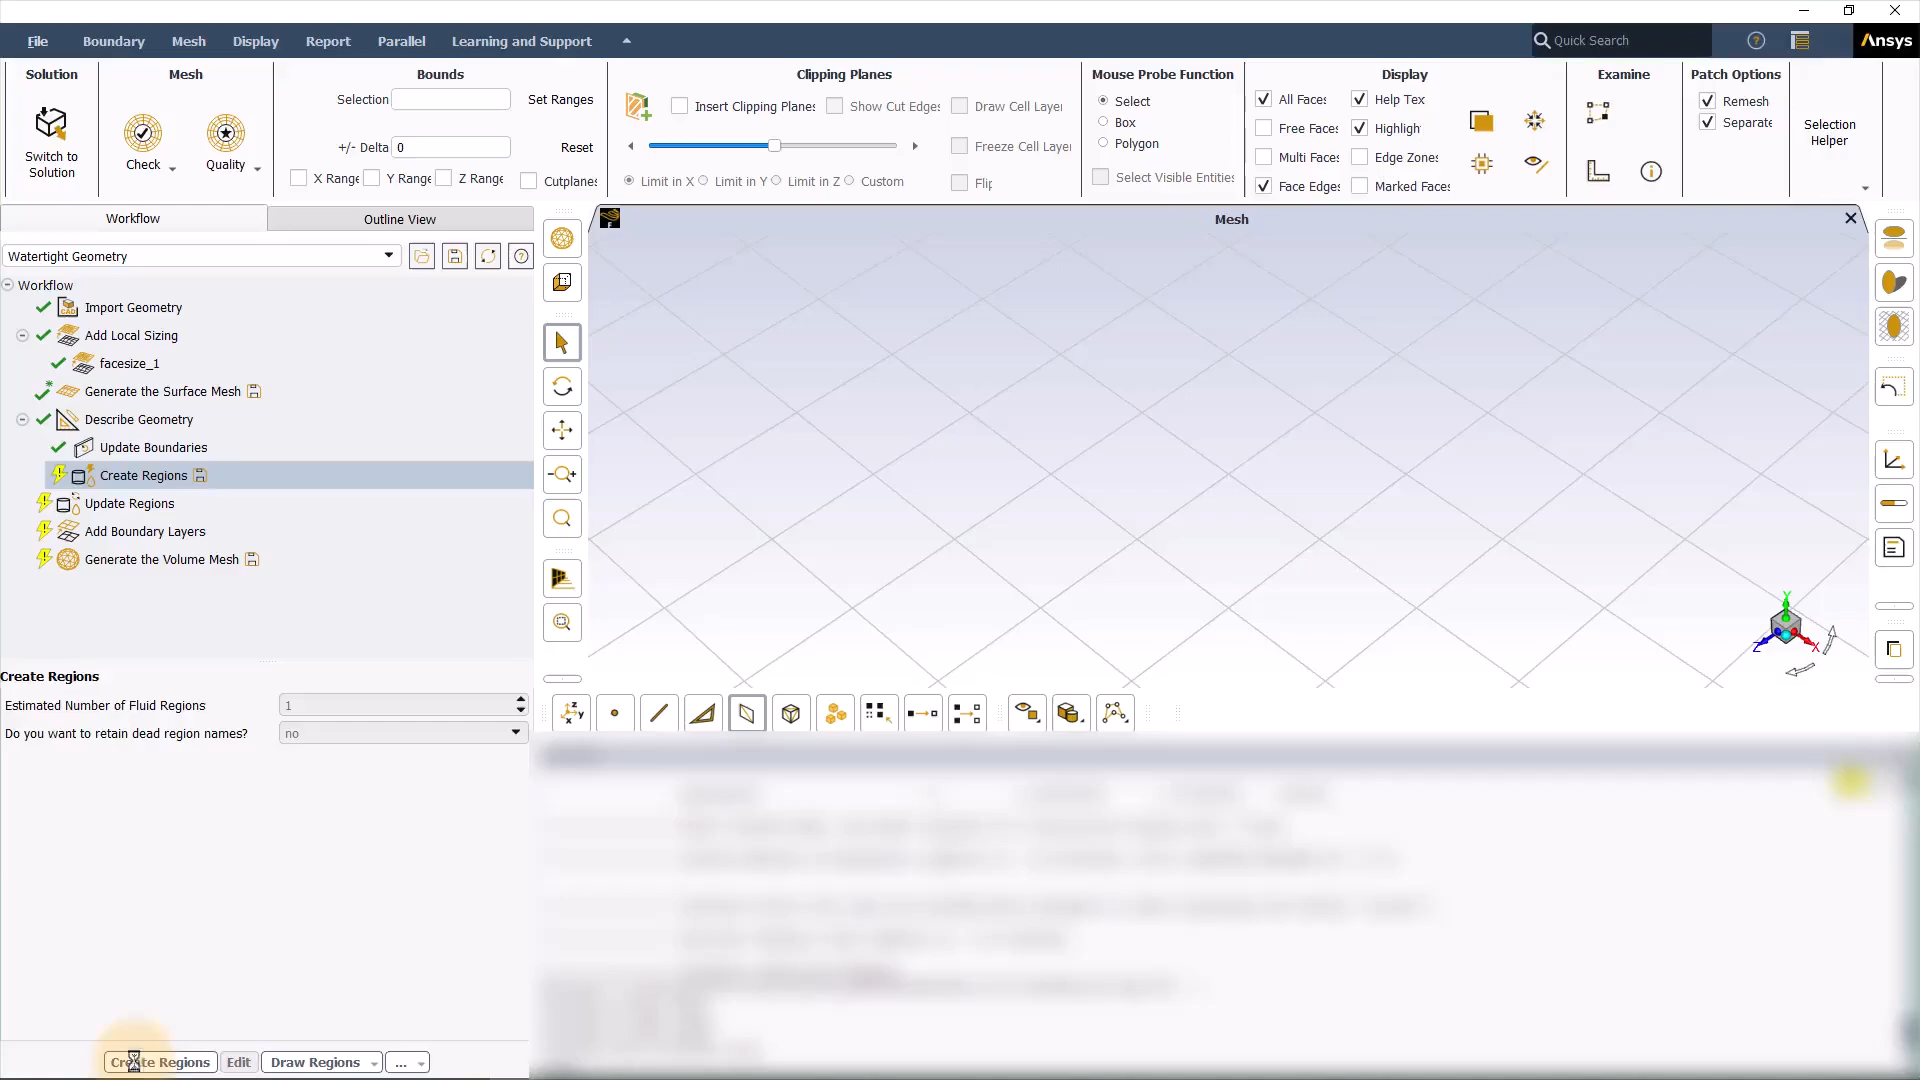 File Boundary Mesh Display Report Parallel Learning and Support Quick Search Ansys
Solution Mesh Bounds Clipping Planes Mouse Probe Function Display Examine Patch Options
Switch to
Solution
Check
Quality
Selection Set Ranges
+/- Delta 0 Reset
X Range Y Range Z Range Cutplanes
Insert Clipping Planes Show Cut Edges Draw Cell Layer
Freeze Cell Layer
Limit in X Limit in Y Limit in Z Custom Flip
Select
Box
Polygon
Select Visible Entities
All Faces Help Tex
Free Faces Highligh
Multi Faces Edge Zones
Face Edges Marked Faces
Remesh
Separate
Selection
Helper
Workflow Outline View
Mesh
Watertight Geometry
Workflow
Import Geometry
Add Local Sizing
facesize_1
Generate the Surface Mesh
Describe Geometry
Update Boundaries
Create Regions
Update Regions
Add Boundary Layers
Generate the Volume Mesh
Y
Z X
Create Regions
Estimated Number of Fluid Regions 1
Do you want to retain dead region names? no
Create Regions Edit Draw Regions ...